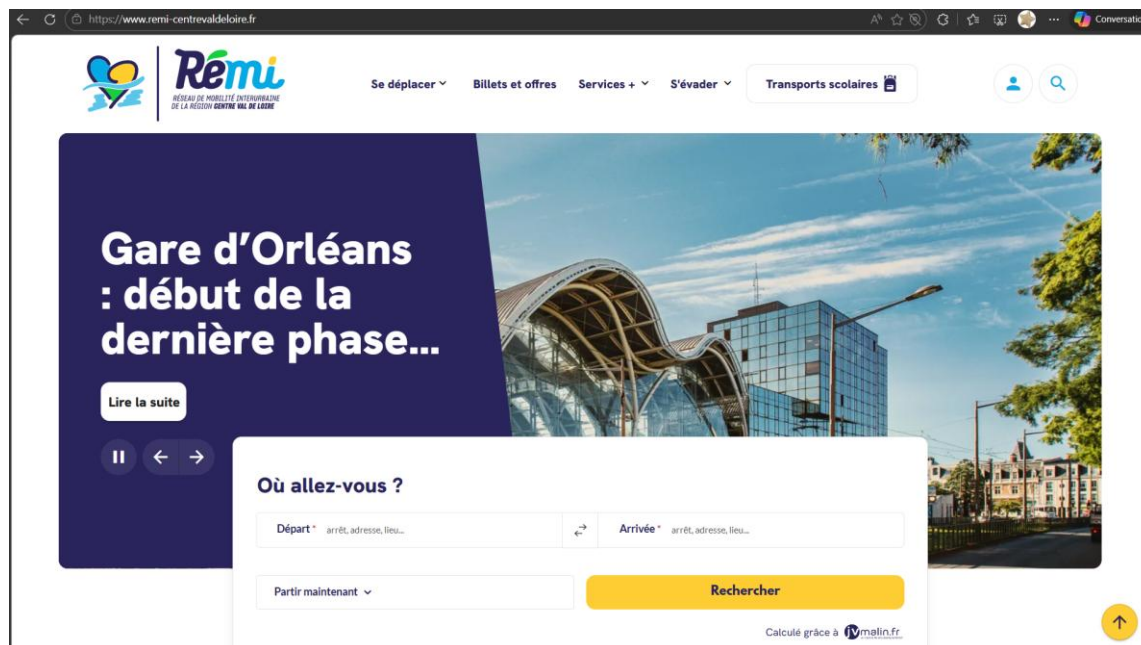 https://www.remi-centrevaldeloire.fr
Conversatio
Rémi
RÉSEAU DE MOBILITÉ INTERURBAINE
DE LA RÉGION CENTRE VAL DE LOIRE
Se déplacer
Billets et offres
Services +
S'évader
Transports scolaires
Gare d'Orléans
: début de la
dernière phase...
Lire la suite
Où allez-vous ?
Départ * arrêt, adresse, lieu...
Arrivée * arrêt, adresse, lieu...
Partir maintenant
Rechercher
Calculé grâce à jvmalin.fr